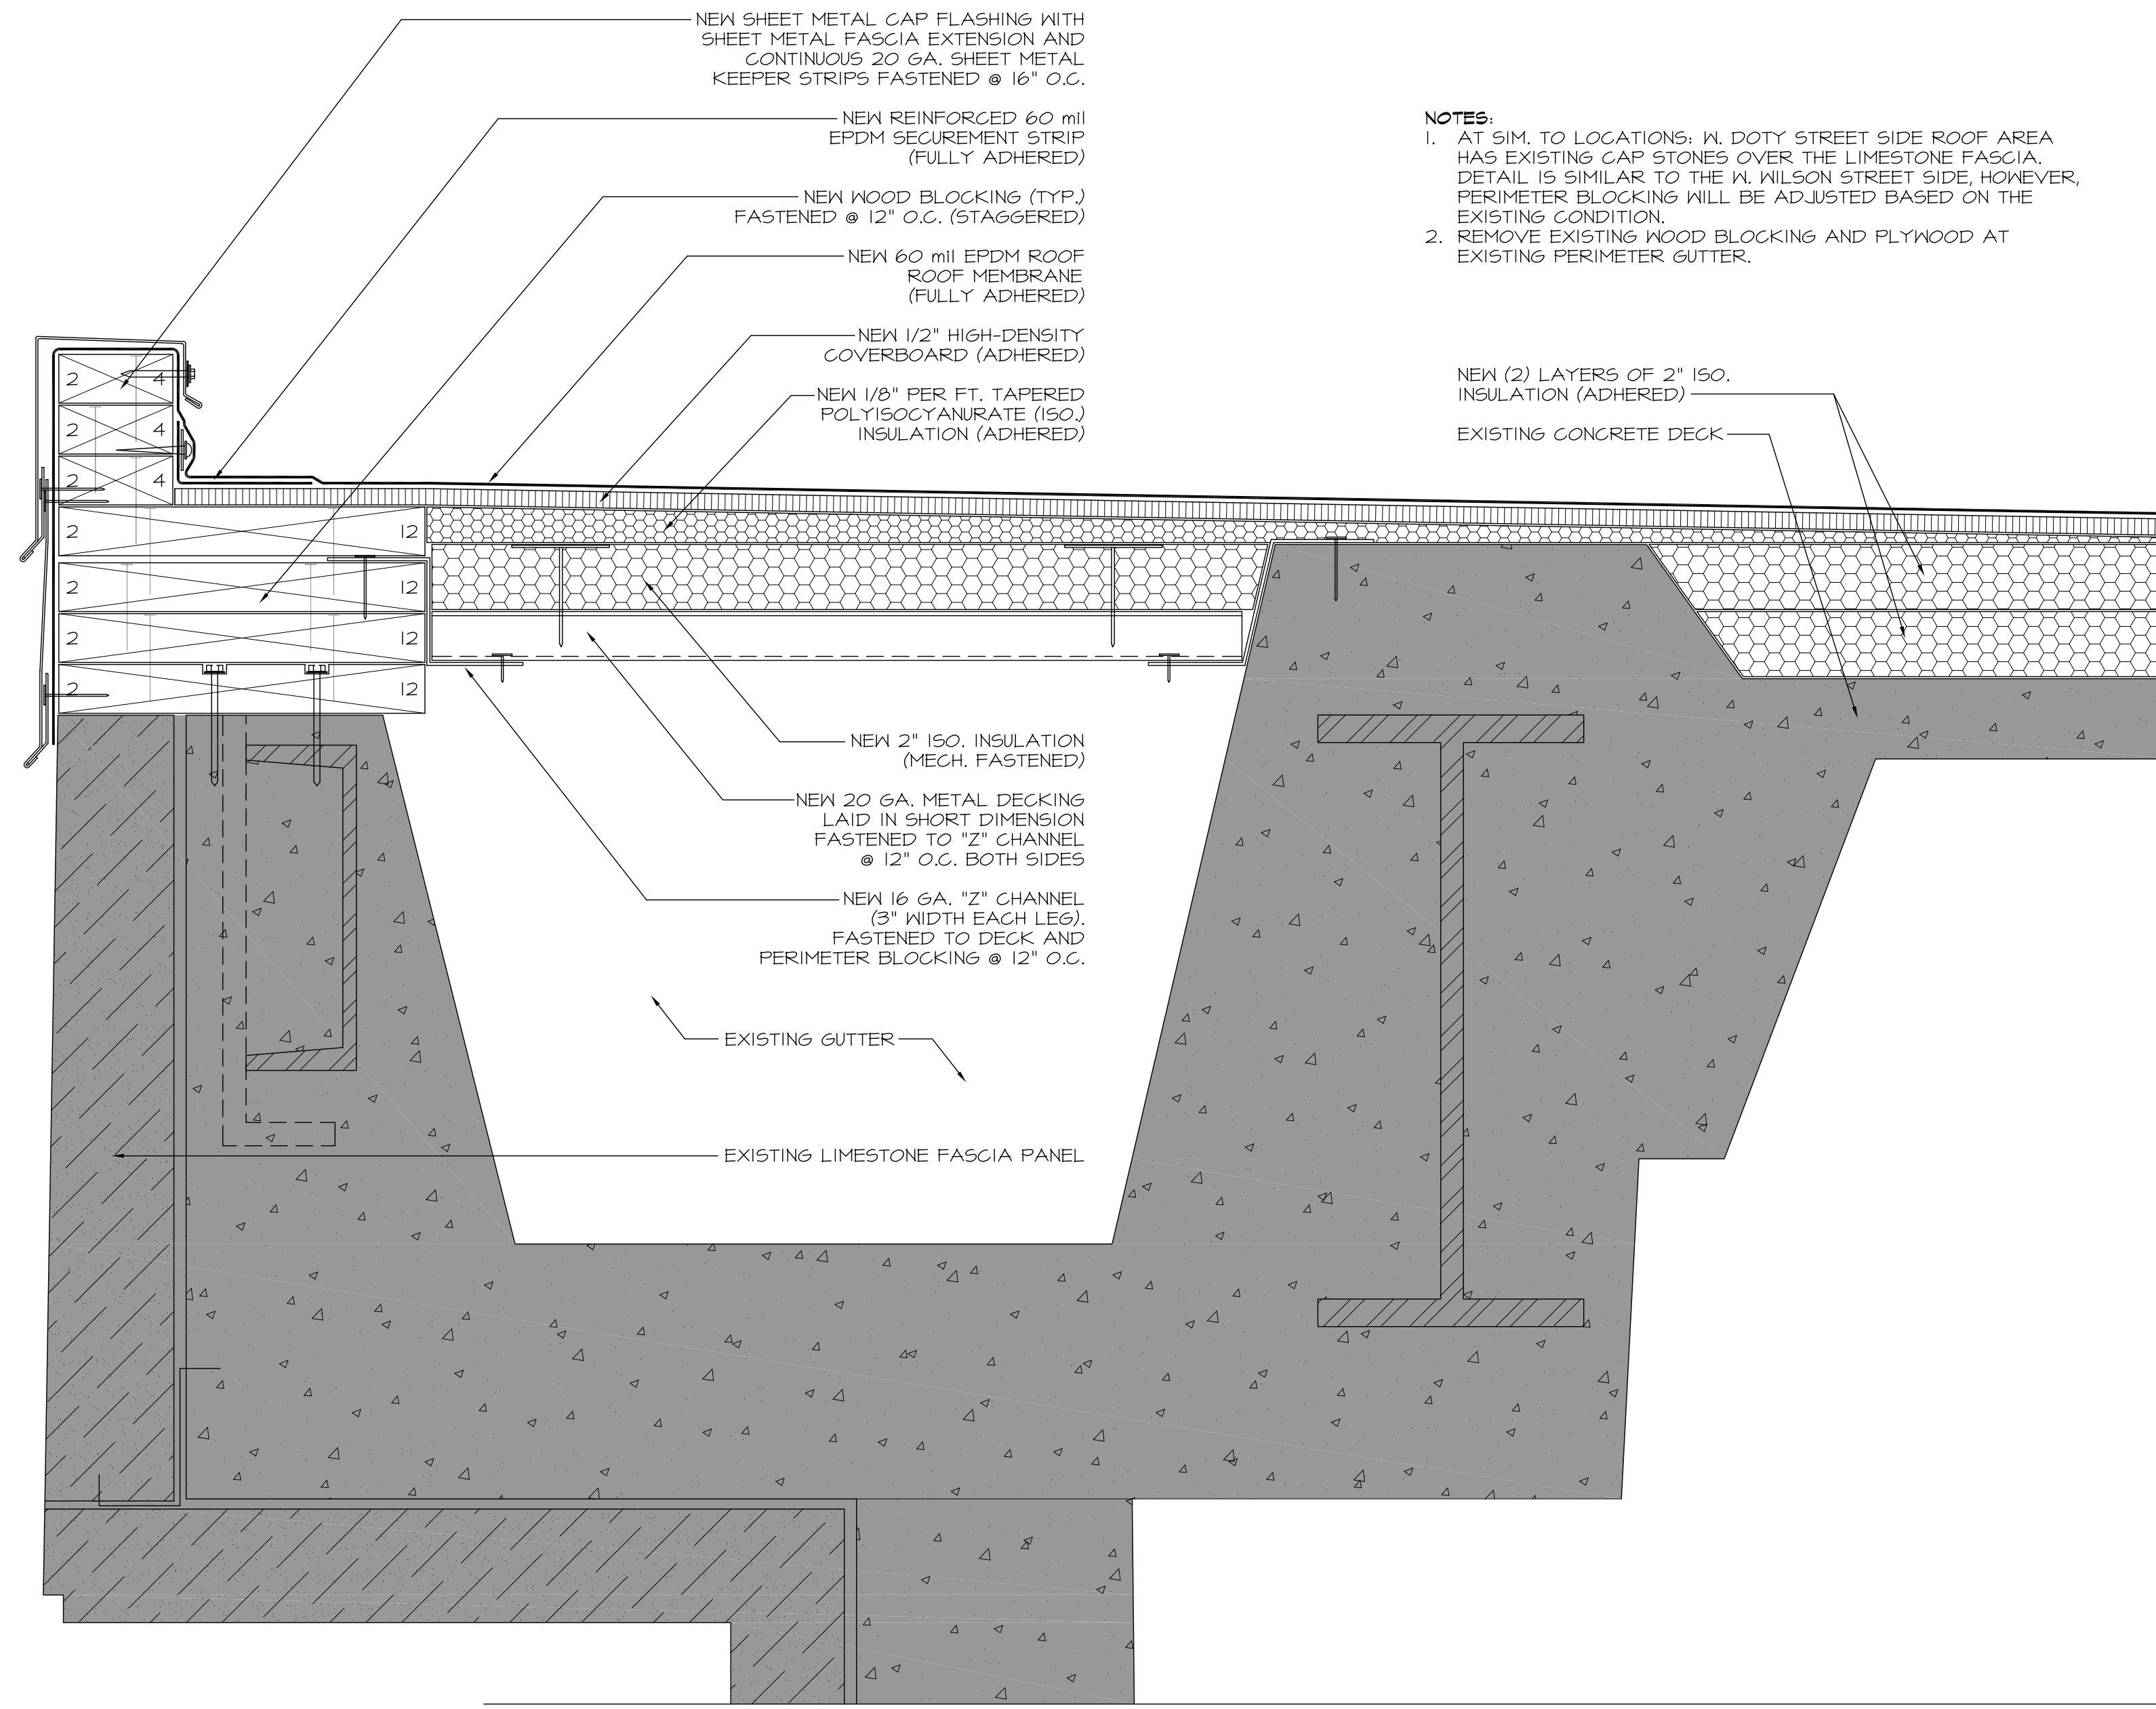 NEW SHEET METAL CAP FLASHING WITH
SHEET METAL FASCIA EXTENSION AND
CONTINUOUS 20 GA. SHEET METAL
KEEPER STRIPS FASTENED @ 16" O.C.
NEW REINFORCED 60 mil
EPDM SECUREMENT STRIP
(FULLY ADHERED)
NEW WOOD BLOCKING (TYP.)
FASTENED @ 12" O.C. (STAGGERED)
NEW 60 mil EPDM ROOF
ROOF MEMBRANE
(FULLY ADHERED)
NEW 1/2" HIGH-DENSITY
COVERBOARD (ADHERED)
NEW 1/8" PER FT. TAPERED
POLYISOCYANURATE (ISO.)
INSULATION (ADHERED)
NOTES:
1. AT SIM. TO LOCATIONS: W. DOTY STREET SIDE ROOF AREA
HAS EXISTING CAP STONES OVER THE LIMESTONE FASCIA.
DETAIL IS SIMILAR TO THE W. WILSON STREET SIDE, HOWEVER,
PERIMETER BLOCKING WILL BE ADJUSTED BASED ON THE
EXISTING CONDITION.
2. REMOVE EXISTING WOOD BLOCKING AND PLYWOOD AT
EXISTING PERIMETER GUTTER.
NEW (2) LAYERS OF 2" ISO.
INSULATION (ADHERED)
EXISTING CONCRETE DECK
2 4
2 4
2 4
2 12
2 12
2 12
2 12
NEW 2" ISO. INSULATION
(MECH. FASTENED)
NEW 20 GA. METAL DECKING
LAID IN SHORT DIMENSION
FASTENED TO "Z" CHANNEL
@ 12" O.C. BOTH SIDES
NEW 16 GA. "Z" CHANNEL
(3" WIDTH EACH LEG).
FASTENED TO DECK AND
PERIMETER BLOCKING @ 12" O.C.
EXISTING GUTTER
EXISTING LIMESTONE FASCIA PANEL